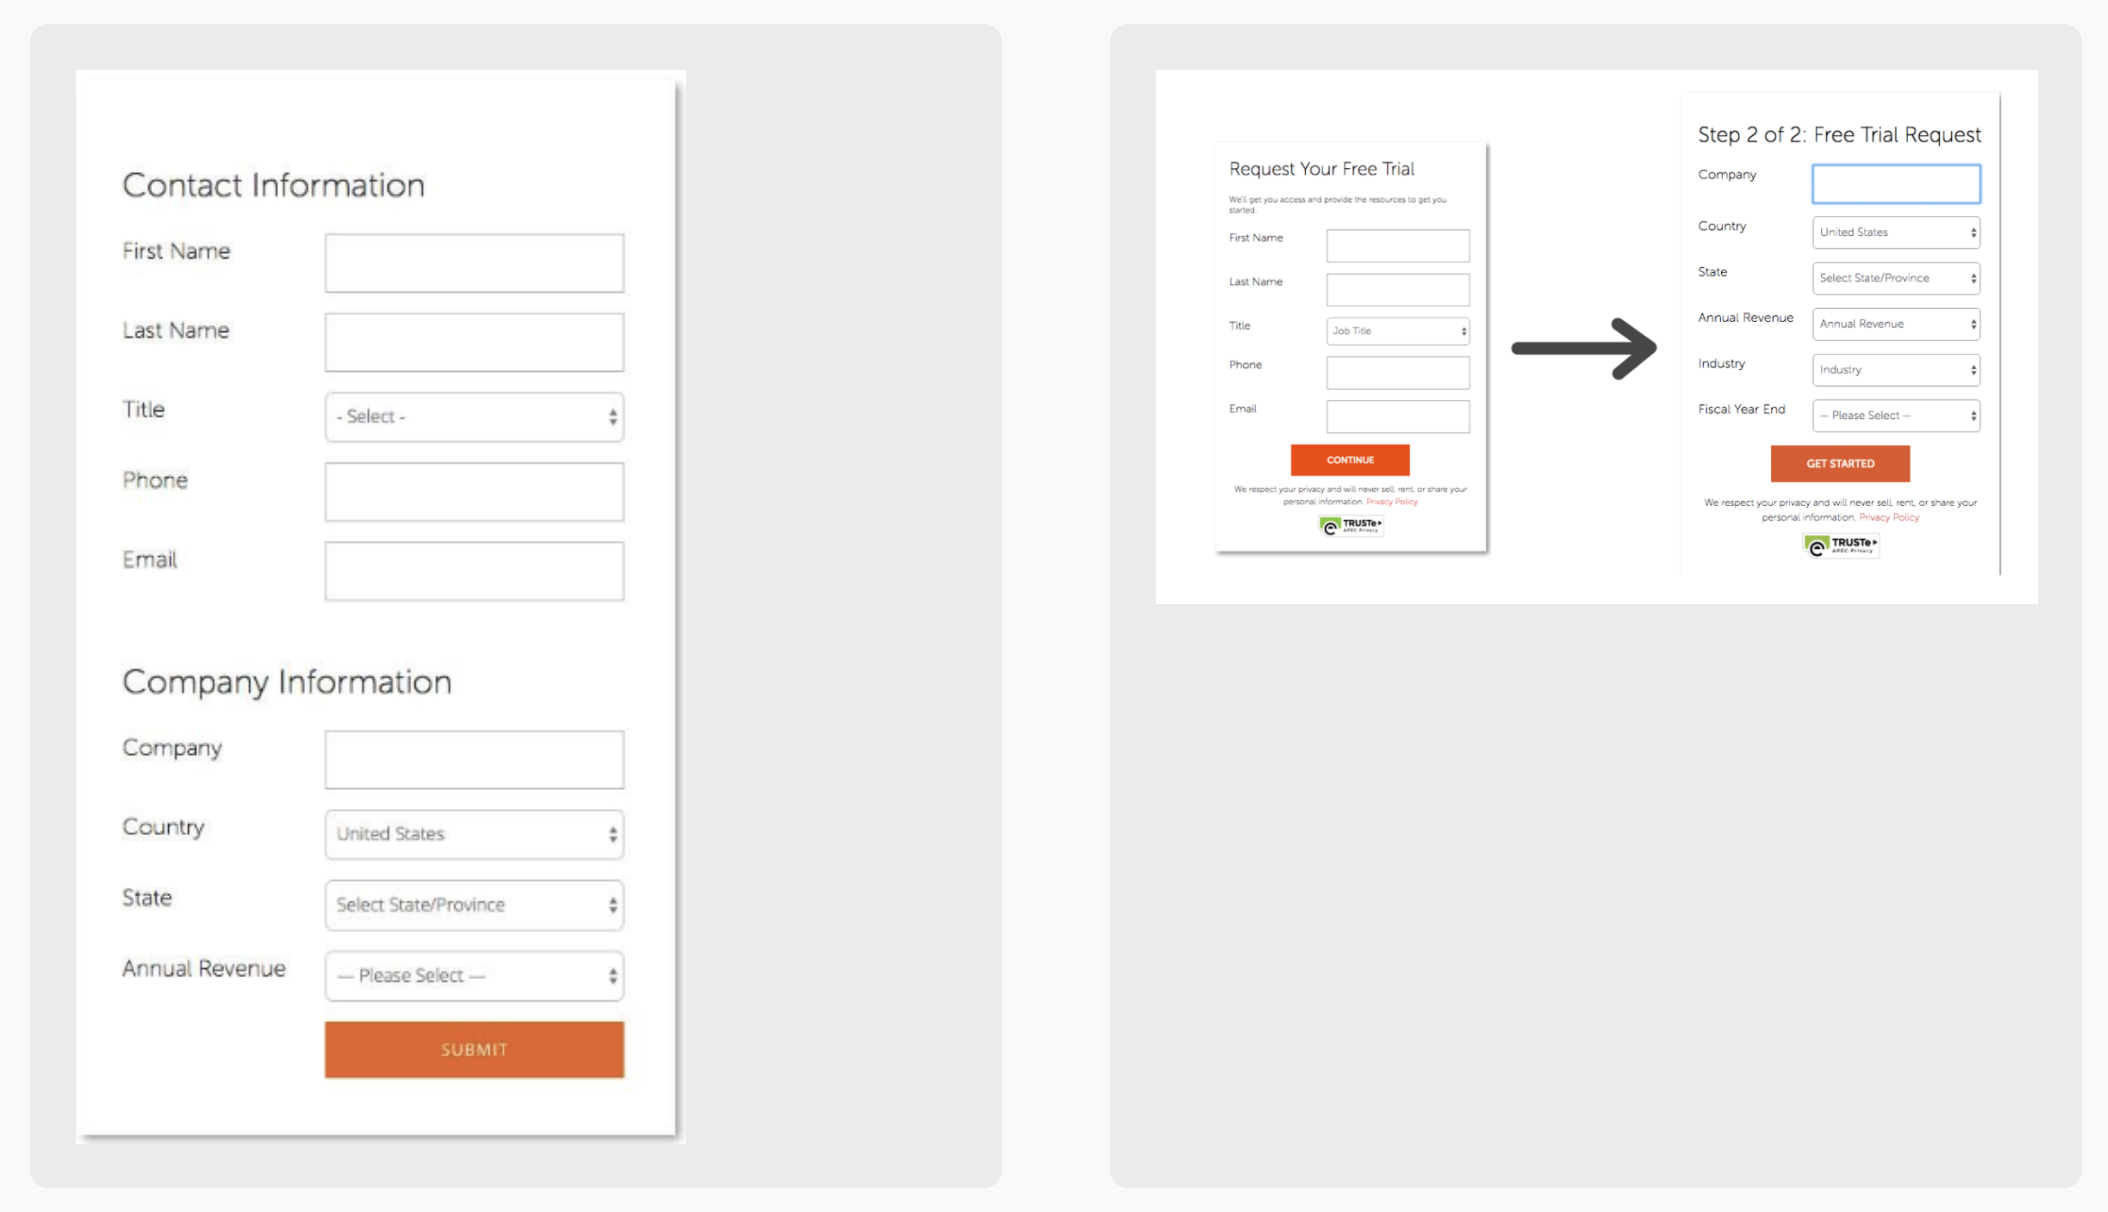 Contact Information
First Name
Last Name
Title
- Select -
Phone
Email
Company Information
Company
Country
United States
State
Select State/Province
Annual Revenue
— Please Select —
SUBMIT
Request Your Free Trial
We'll get you access and provide the resources to get you
started.
First Name
Last Name
Title
Job Title
Phone
Email
CONTINUE
We respect your privacy and will never sell, rent, or share your
personal information. Privacy Policy
TRUSTe
APEC Privacy
Step 2 of 2: Free Trial Request
Company
Country
United States
State
Select State/Province
Annual Revenue
Annual Revenue
Industry
Industry
Fiscal Year End
— Please Select —
GET STARTED
We respect your privacy and will never sell, rent, or share your
personal information. Privacy Policy
TRUSTe
APEC Privacy